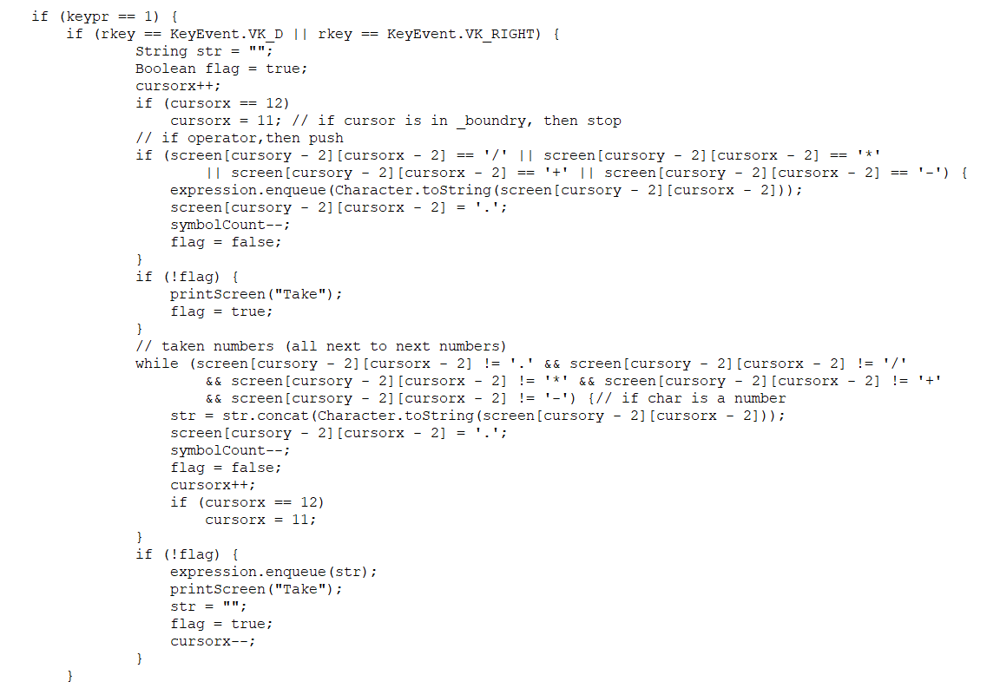 if (keypr == 1) {
if (rkey == KeyEvent.VK_D || rkey == KeyEvent.VK_RIGHT) {
String str = "";
Boolean flag = true;
cursorx++;
if (cursorx == 12)
cursorx = 11; // if cursor is in _boundry, then stop
// if operator,then push
if (screen[cursory - 2][cursorx - 2] == '/' || screen[cursory - 2][cursorx - 2] == '*'
|| screen[cursory - 2][cursorx - 2] == '+' || screen[cursory - 2][cursorx - 2] == '-') {
expression.enqueue(Character.toString(screen[cursory - 2][cursorx - 2]));
screen[cursory - 2][cursorx - 2] = '.';
symbolCount--;
flag = false;
}
if (!flag) {
printScreen("Take");
flag = true;
}
// taken numbers (all next to next numbers)
while (screen[cursory - 2][cursorx - 2] != '.' && screen[cursory - 2][cursorx - 2] != '/'
&& screen[cursory - 2][cursorx - 2] != '*' && screen[cursory - 2][cursorx - 2] != '+'
&& screen[cursory - 2][cursorx - 2] != '-') {// if char is a number
str = str.concat(Character.toString(screen[cursory - 2][cursorx - 2]));
screen[cursory - 2][cursorx - 2] = '.';
symbolCount--;
flag = false;
cursorx++;
if (cursorx == 12)
cursorx = 11;
}
if (!flag) {
expression.enqueue(str);
printScreen("Take");
str = "";
flag = true;
cursorx--;
}
}